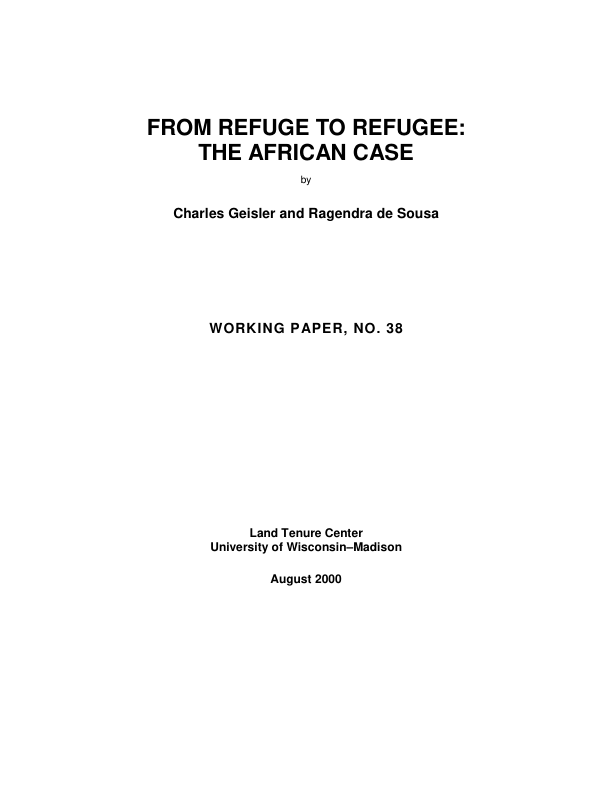 FROM REFUGE TO REFUGEE:
THE AFRICAN CASE
by
Charles Geisler and Ragendra de Sousa
WORKING PAPER, NO. 38
Land Tenure Center
University of Wisconsin–Madison
August 2000